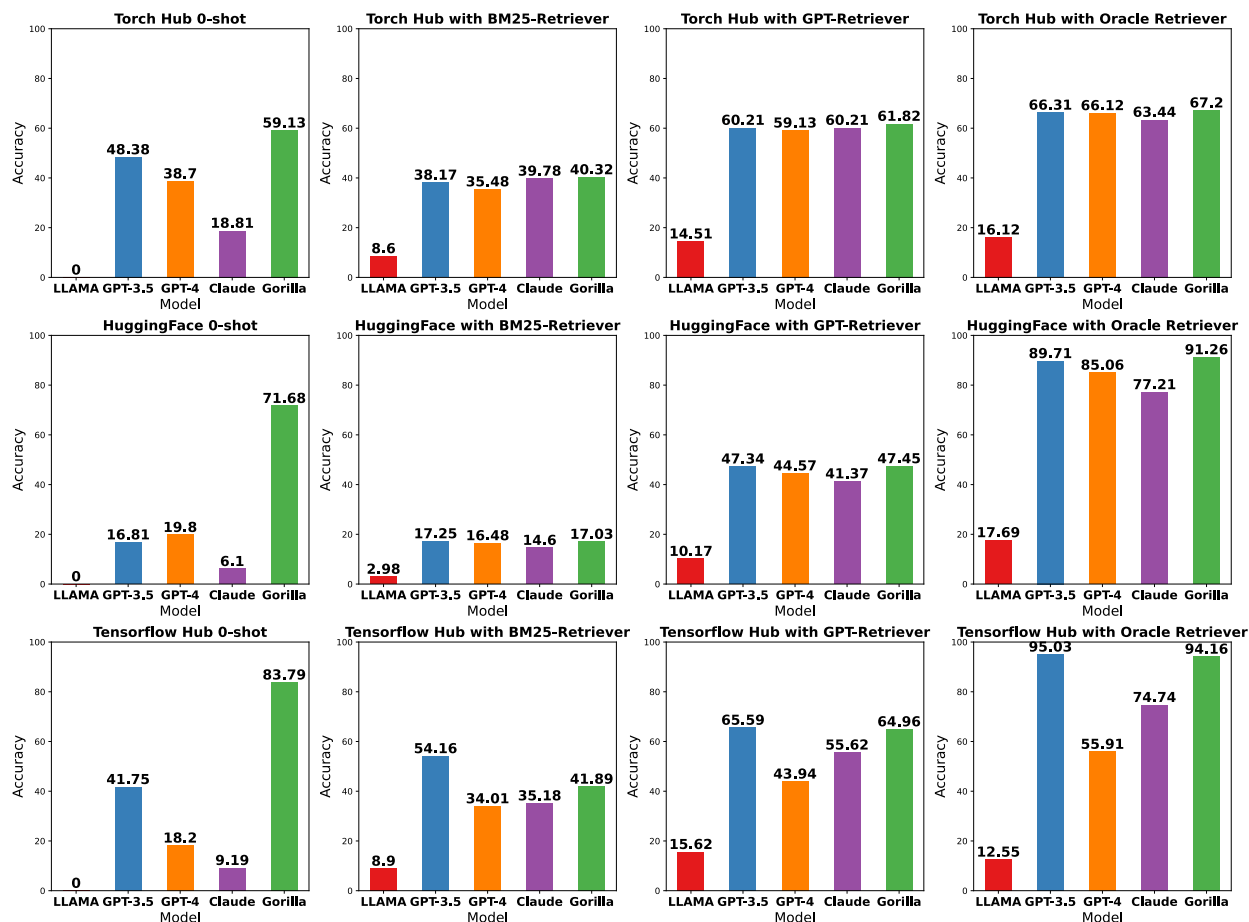 Torch Hub 0-shot
Accuracy
100
80
60
40
20
0
0
48.38
38.7
18.81
59.13
LLAMA GPT-3.5 GPT-4 Claude Gorilla
Model
Torch Hub with BM25-Retriever
Accuracy
100
80
60
40
20
0
8.6
38.17
35.48
39.78
40.32
LLAMA GPT-3.5 GPT-4 Claude Gorilla
Model
Torch Hub with GPT-Retriever
Accuracy
100
80
60
40
20
0
14.51
60.21
59.13
60.21
61.82
LLAMA GPT-3.5 GPT-4 Claude Gorilla
Model
Torch Hub with Oracle Retriever
Accuracy
100
80
60
40
20
0
16.12
66.31
66.12
63.44
67.2
LLAMA GPT-3.5 GPT-4 Claude Gorilla
Model
HuggingFace 0-shot
Accuracy
100
80
60
40
20
0
0
16.81
19.8
6.1
71.68
LLAMA GPT-3.5 GPT-4 Claude Gorilla
Model
HuggingFace with BM25-Retriever
Accuracy
100
80
60
40
20
0
2.98
17.25
16.48
14.6
17.03
LLAMA GPT-3.5 GPT-4 Claude Gorilla
Model
HuggingFace with GPT-Retriever
Accuracy
100
80
60
40
20
0
10.17
47.34
44.57
41.37
47.45
LLAMA GPT-3.5 GPT-4 Claude Gorilla
Model
HuggingFace with Oracle Retriever
Accuracy
100
80
60
40
20
0
17.69
89.71
85.06
77.21
91.26
LLAMA GPT-3.5 GPT-4 Claude Gorilla
Model
Tensorflow Hub 0-shot
Accuracy
100
80
60
40
20
0
0
41.75
18.2
9.19
83.79
LLAMA GPT-3.5 GPT-4 Claude Gorilla
Model
Tensorflow Hub with BM25-Retriever
Accuracy
100
80
60
40
20
0
8.9
54.16
34.01
35.18
41.89
LLAMA GPT-3.5 GPT-4 Claude Gorilla
Model
Tensorflow Hub with GPT-Retriever
Accuracy
100
80
60
40
20
0
15.62
65.59
43.94
55.62
64.96
LLAMA GPT-3.5 GPT-4 Claude Gorilla
Model
Tensorflow Hub with Oracle Retriever
Accuracy
100
80
60
40
20
0
12.55
95.03
55.91
74.74
94.16
LLAMA GPT-3.5 GPT-4 Claude Gorilla
Model